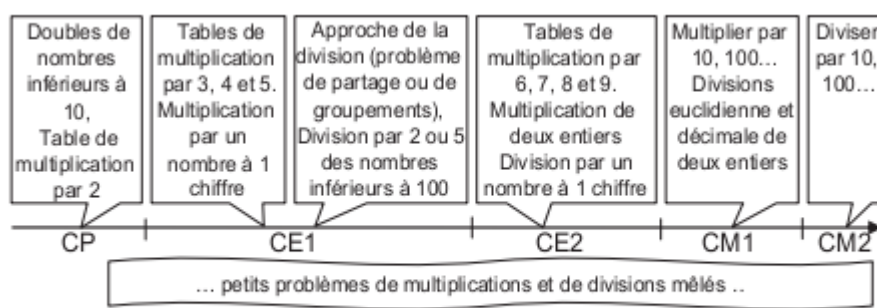 Doubles de
nombres
inférieurs à
10,
Table de
multiplication
par 2
Tables de
multiplication
par 3, 4 et 5.
Multiplication
par un
nombre à 1
chiffre
Approche de la
division (problème
de partage ou de
groupements),
Division par 2 ou 5
des nombres
inférieurs à 100
Tables de
multiplication par
6, 7, 8 et 9.
Multiplication de
deux entiers
Division par un
nombre à 1 chiffre
Multiplier par
10, 100...
Divisions
euclidienne et
décimale de
deux entiers
Diviser
par 10,
100...
CP
CE1
CE2
CM1
CM2
... petits problèmes de multiplications et de divisions mêlés ..